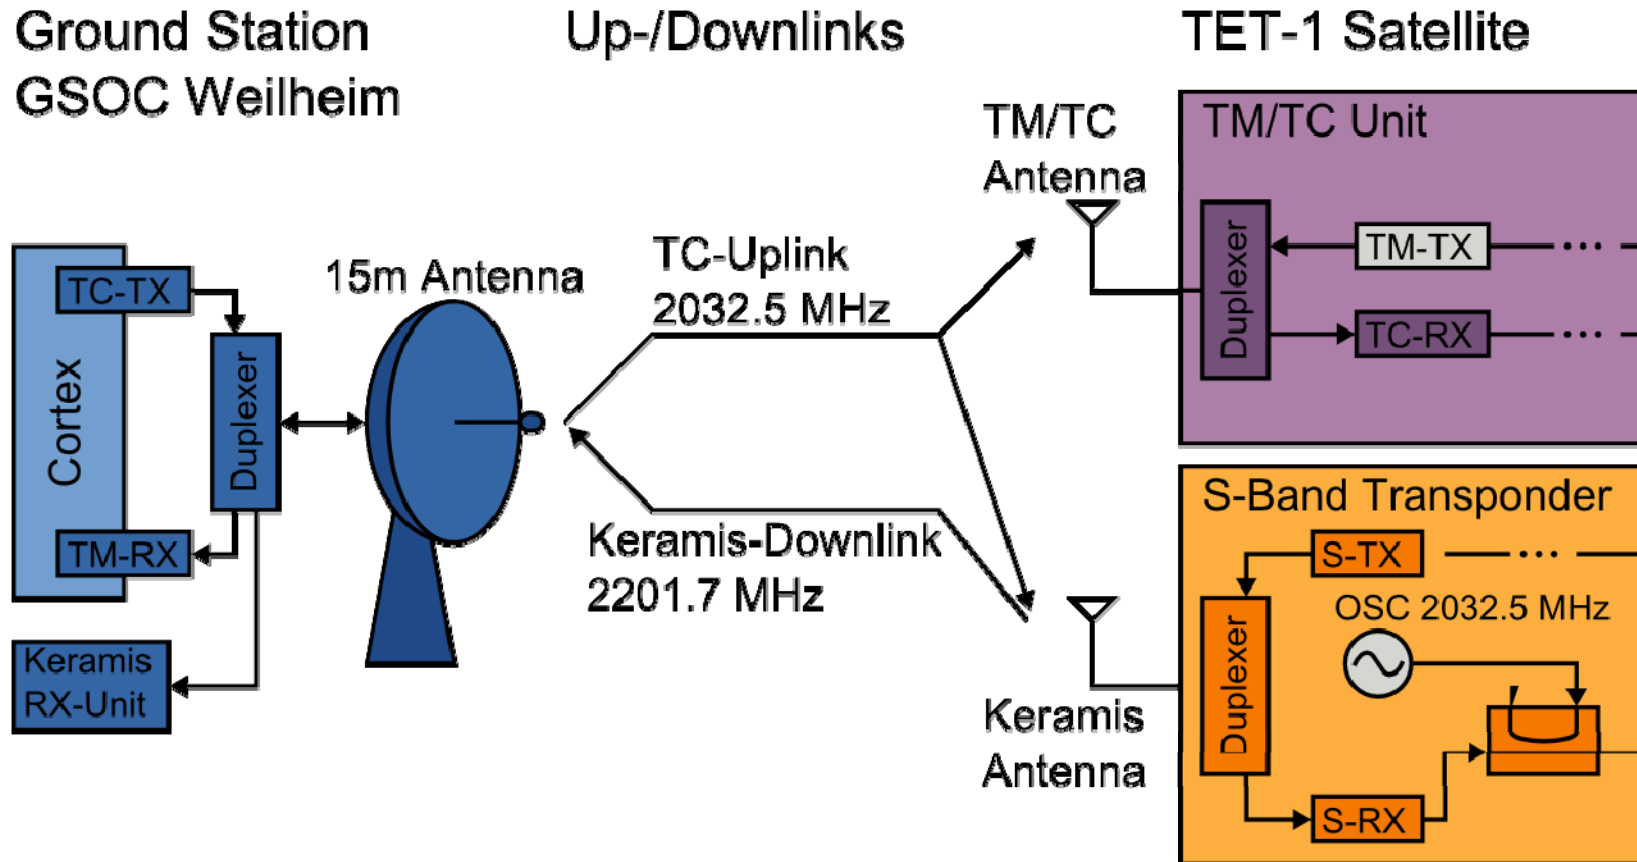 Ground Station
GSOC Weilheim
Up-/Downlinks
TET-1 Satellite
TM/TC
Antenna
TM/TC Unit
Duplexer
TM-TX
...
TC-RX
...
TC-Uplink
2032.5 MHz
15m Antenna
TC-TX
Cortex
Duplexer
TM-RX
Keramis
RX-Unit
Keramis-Downlink
2201.7 MHz
Keramis
Antenna
S-Band Transponder
S-TX
...
OSC 2032.5 MHz
Duplexer
S-RX